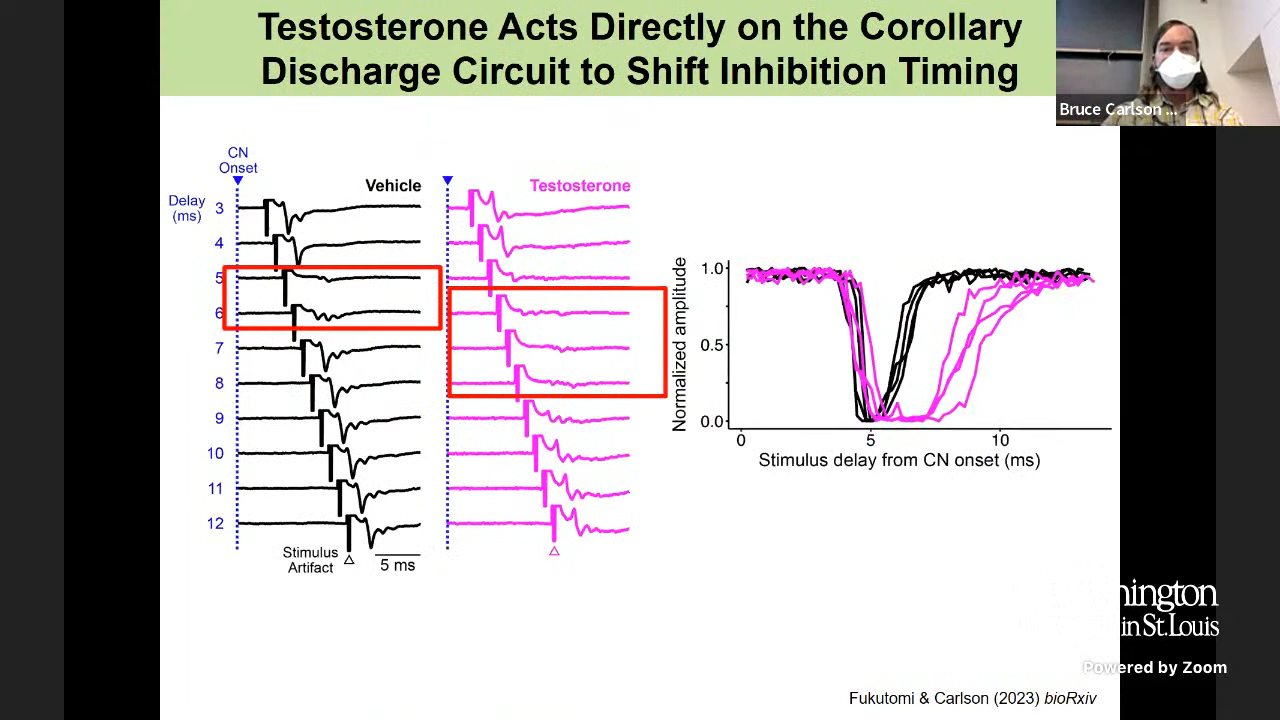 Testosterone Acts Directly on the Corollary
Discharge Circuit to Shift Inhibition Timing
Bruce Carlson ...
CN
Onset
Vehicle
Testosterone
Delay
(ms)
3
4
5
6
7
8
9
10
11
12
Stimulus
Artifact
5 ms
Normalized amplitude
1.0
0.5
0.0
0
5
10
Stimulus delay from CN onset (ms)
in St. Louis
Powered by Zoom
Fukutomi & Carlson (2023) bioRxiv